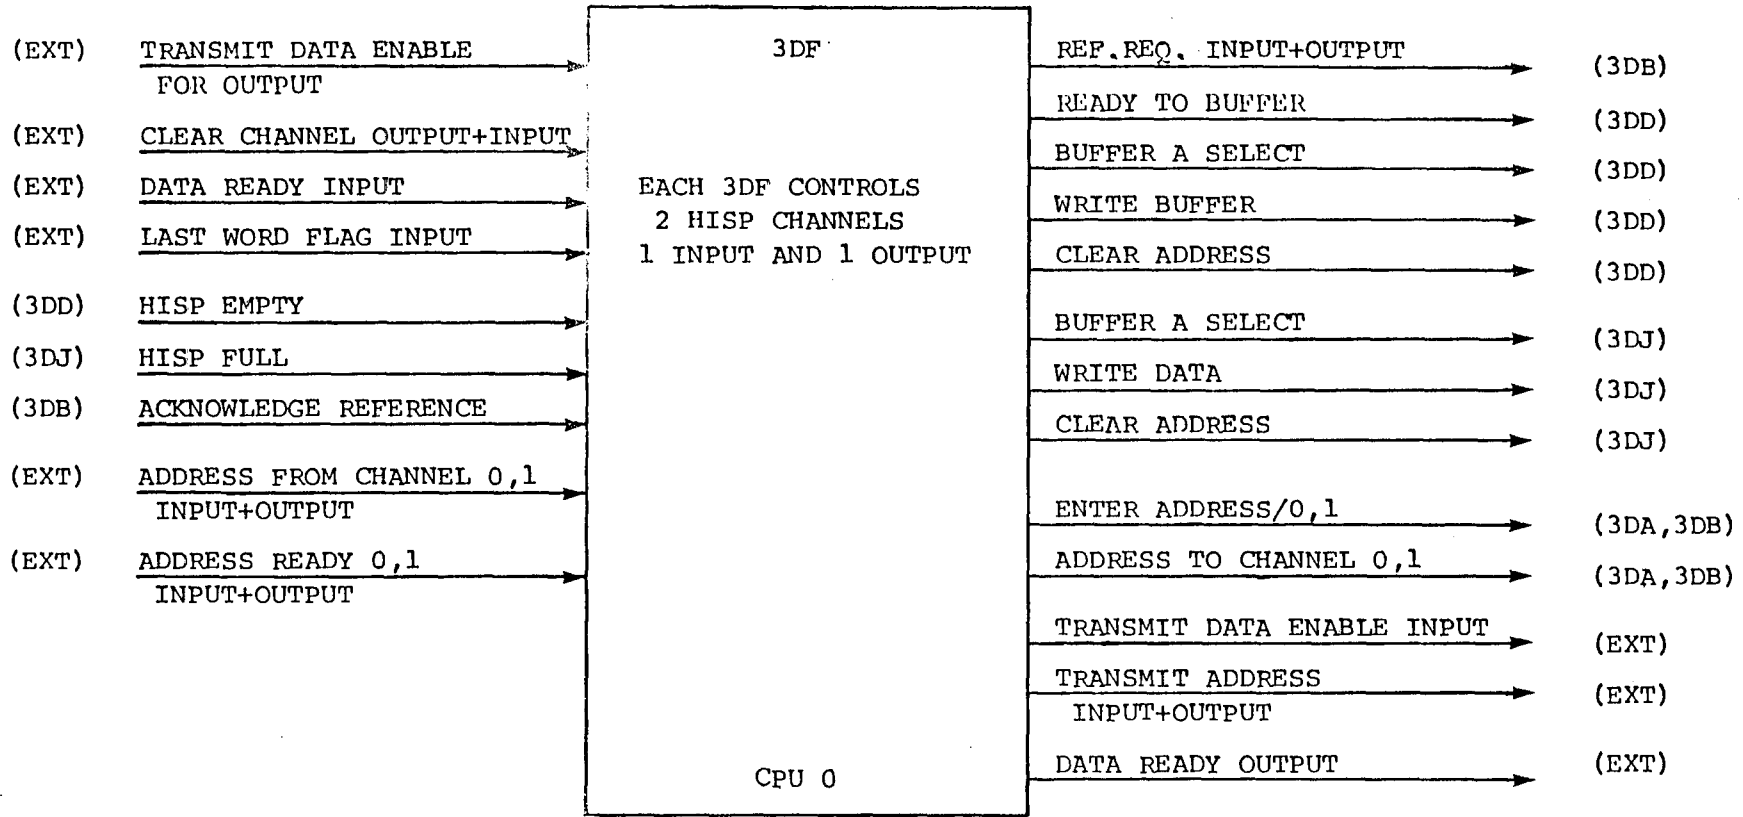 (EXT) TRANSMIT DATA ENABLE
FOR OUTPUT
(EXT) CLEAR CHANNEL OUTPUT+INPUT
(EXT) DATA READY INPUT
(EXT) LAST WORD FLAG INPUT
(3DD) HISP EMPTY
(3DJ) HISP FULL
(3DB) ACKNOWLEDGE REFERENCE
(EXT) ADDRESS FROM CHANNEL 0,1
INPUT+OUTPUT
(EXT) ADDRESS READY 0,1
INPUT+OUTPUT
3DF
EACH 3DF CONTROLS
2 HISP CHANNELS
1 INPUT AND 1 OUTPUT
CPU 0
REF.REQ. INPUT+OUTPUT (3DB)
READY TO BUFFER (3DD)
BUFFER A SELECT (3DD)
WRITE BUFFER (3DD)
CLEAR ADDRESS (3DD)
BUFFER A SELECT (3DJ)
WRITE DATA (3DJ)
CLEAR ADDRESS (3DJ)
ENTER ADDRESS/0,1 (3DA,3DB)
ADDRESS TO CHANNEL 0,1 (3DA,3DB)
TRANSMIT DATA ENABLE INPUT (EXT)
TRANSMIT ADDRESS (EXT)
INPUT+OUTPUT
DATA READY OUTPUT (EXT)